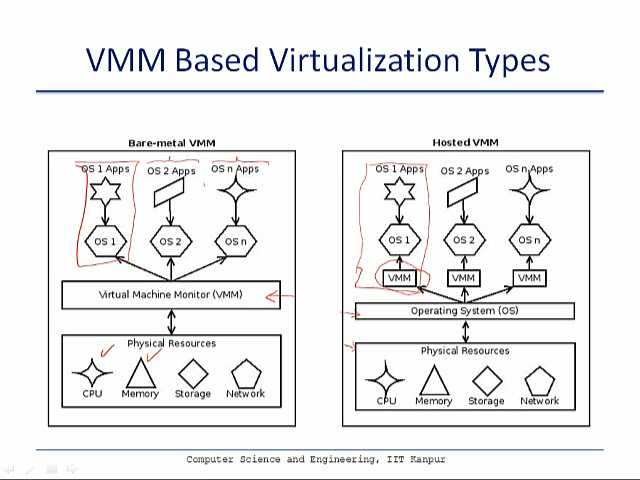 VMM Based Virtualization Types
Bare-metal VMM
OS 1 Apps
OS 2 Apps
OS n Apps
OS 1
OS 2
OS n
Virtual Machine Monitor (VMM)
Physical Resources
CPU
Memory
Storage
Network
Hosted VMM
OS 1 Apps
OS 2 Apps
OS n Apps
OS 1
OS 2
OS n
VMM
VMM
VMM
Operating System (OS)
Physical Resources
CPU
Memory
Storage
Network
Computer Science and Engineering, IIT Kanpur